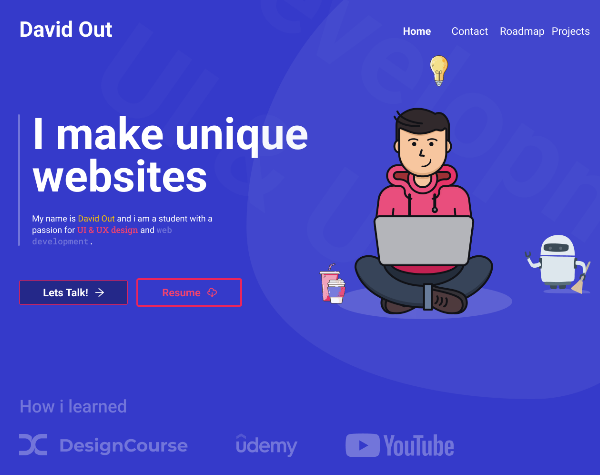 David Out
Home Contact Roadmap Projects
I make unique
websites
My name is David Out and i am a student with a
passion for UI & UX design and web
development.
Lets Talk!
Resume
How i learned
DesignCourse
ûdemy
YouTube